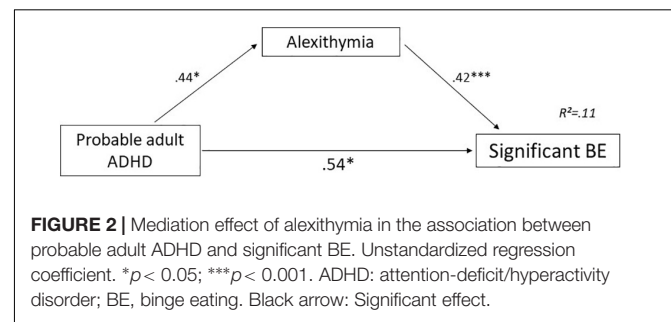 Alexithymia
.44*
.42***
R²=.11
Probable adult
ADHD
Significant BE
.54*
FIGURE 2 | Mediation effect of alexithymia in the association between
probable adult ADHD and significant BE. Unstandardized regression
coefficient. *p< 0.05; ***p< 0.001. ADHD: attention-deficit/hyperactivity
disorder; BE, binge eating. Black arrow: Significant effect.